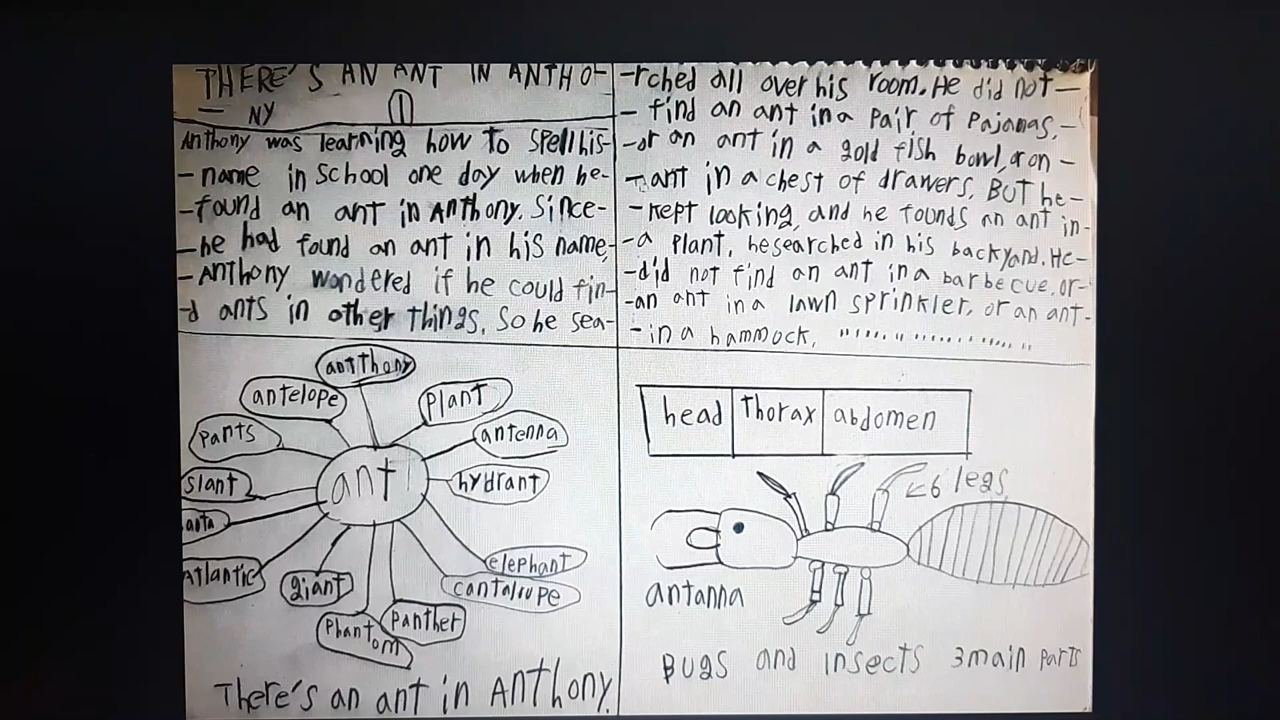 THERE'S AN ANT IN ANTHO-
- NY
1
Anthony was learning how to spell his-
- name in school one day when he-
- found an ant in Anthony. Since-
- he had found an ant in his name,-
- Anthony wondered if he could fin-
-d ants in other things. So he sea-
-rched all over his room. He did not-
- find an ant in a pair of pajamas,-
-or an ant in a gold fish bowl, or on-
-ant in a chest of drawers. BUT he-
-kept looking, and he founds an ant in-
-a plant, he searched in his backyard. He-
-did not find an ant in a barbecue, or-
-an ant in a lawn sprinkler, or an ant-
-in a hammock.
antthony
antelope
plant
pants
antenna
ant
slant
hydrant
anta
Atlantic
giant
elephant
cantaloupe
phantom
panther
There's an ant in Anthony.
head thorax abdomen
<6 legs
antanna
Bugs and insects 3 main parts